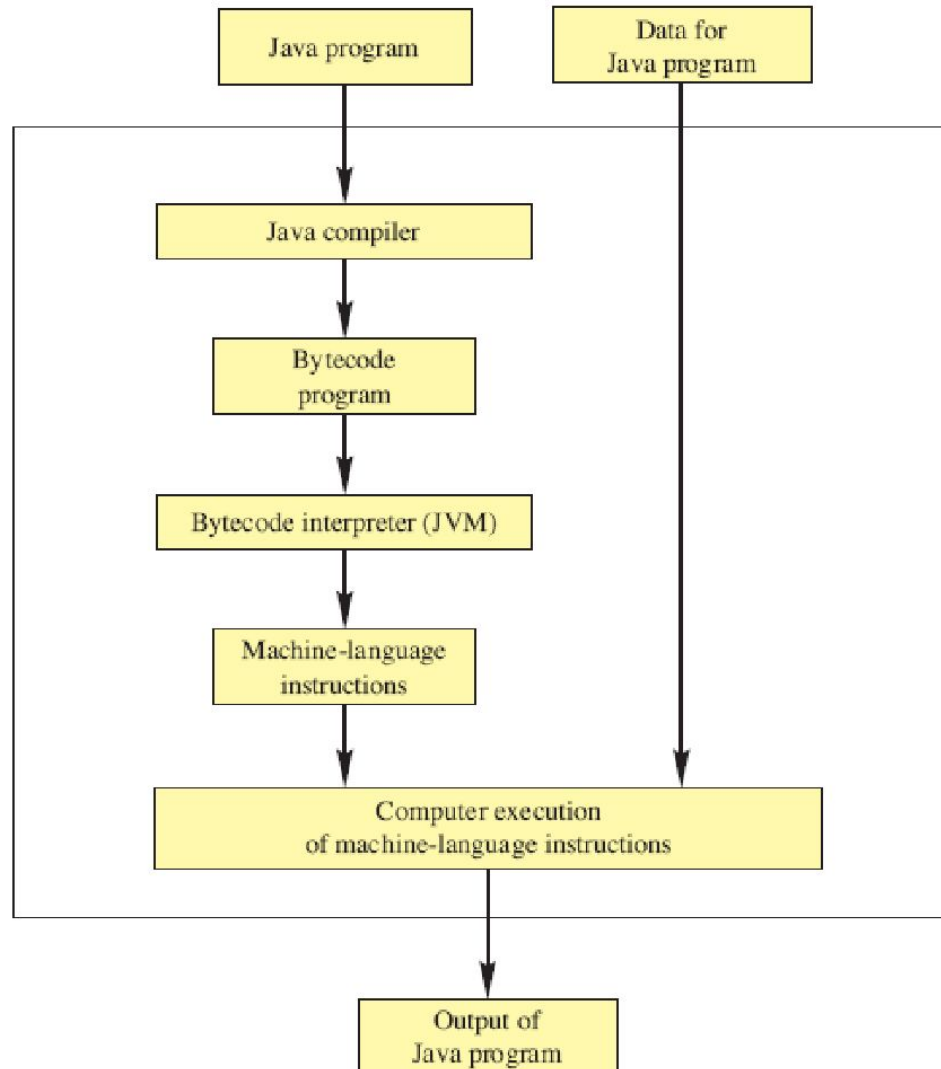 Java program
Data for
Java program
Java compiler
Bytecode
program
Bytecode interpreter (JVM)
Machine-language
instructions
Computer execution
of machine-language instructions
Output of
Java program